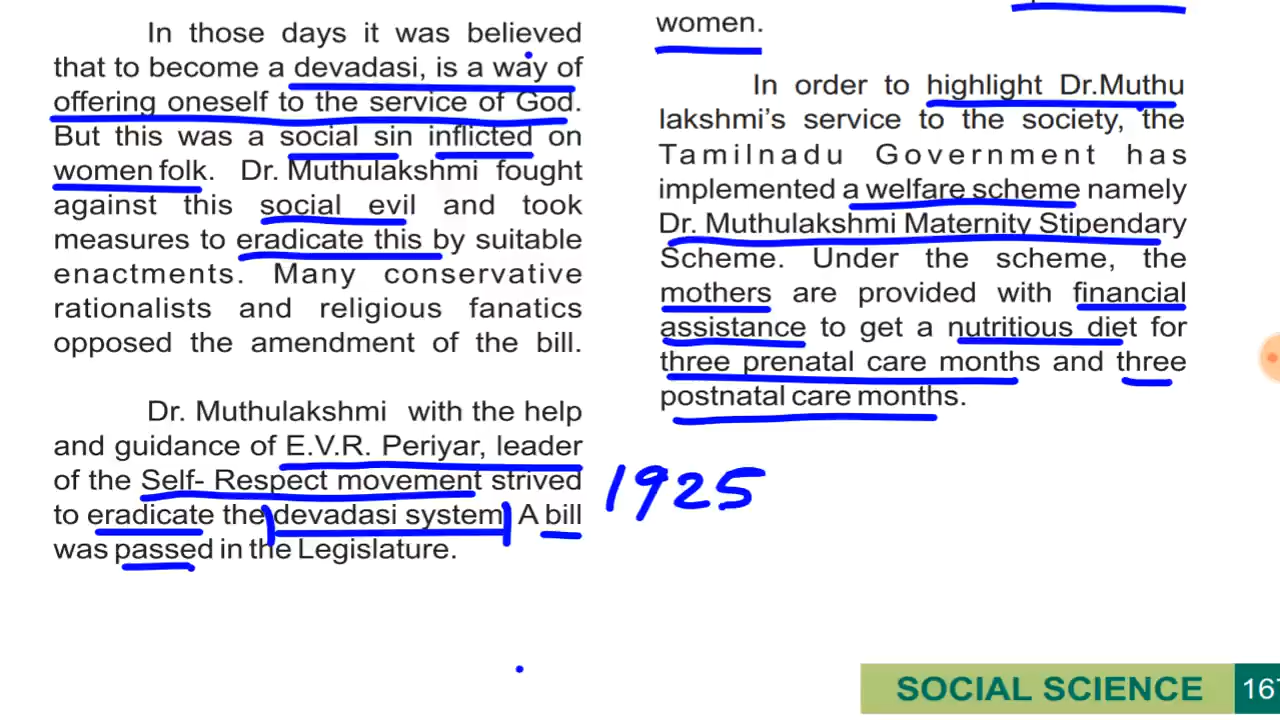 In those days it was believed
that to become a devadasi, is a way of
offering oneself to the service of God.
But this was a social sin inflicted on
women folk. Dr. Muthulakshmi fought
against this social evil and took
measures to eradicate this by suitable
enactments. Many conservative
rationalists and religious fanatics
opposed the amendment of the bill.
Dr. Muthulakshmi with the help
and guidance of E.V.R. Periyar, leader
of the Self- Respect movement strived
to eradicate the devadasi system A bill
was passed in the Legislature.
1925
women.
In order to highlight Dr.Muthu
lakshmi's service to the society, the
Tamilnadu Government has
implemented a welfare scheme namely
Dr. Muthulakshmi Maternity Stipendary
Scheme. Under the scheme, the
mothers are provided with financial
assistance to get a nutritious diet for
three prenatal care months and three
postnatal care months.
SOCIAL SCIENCE